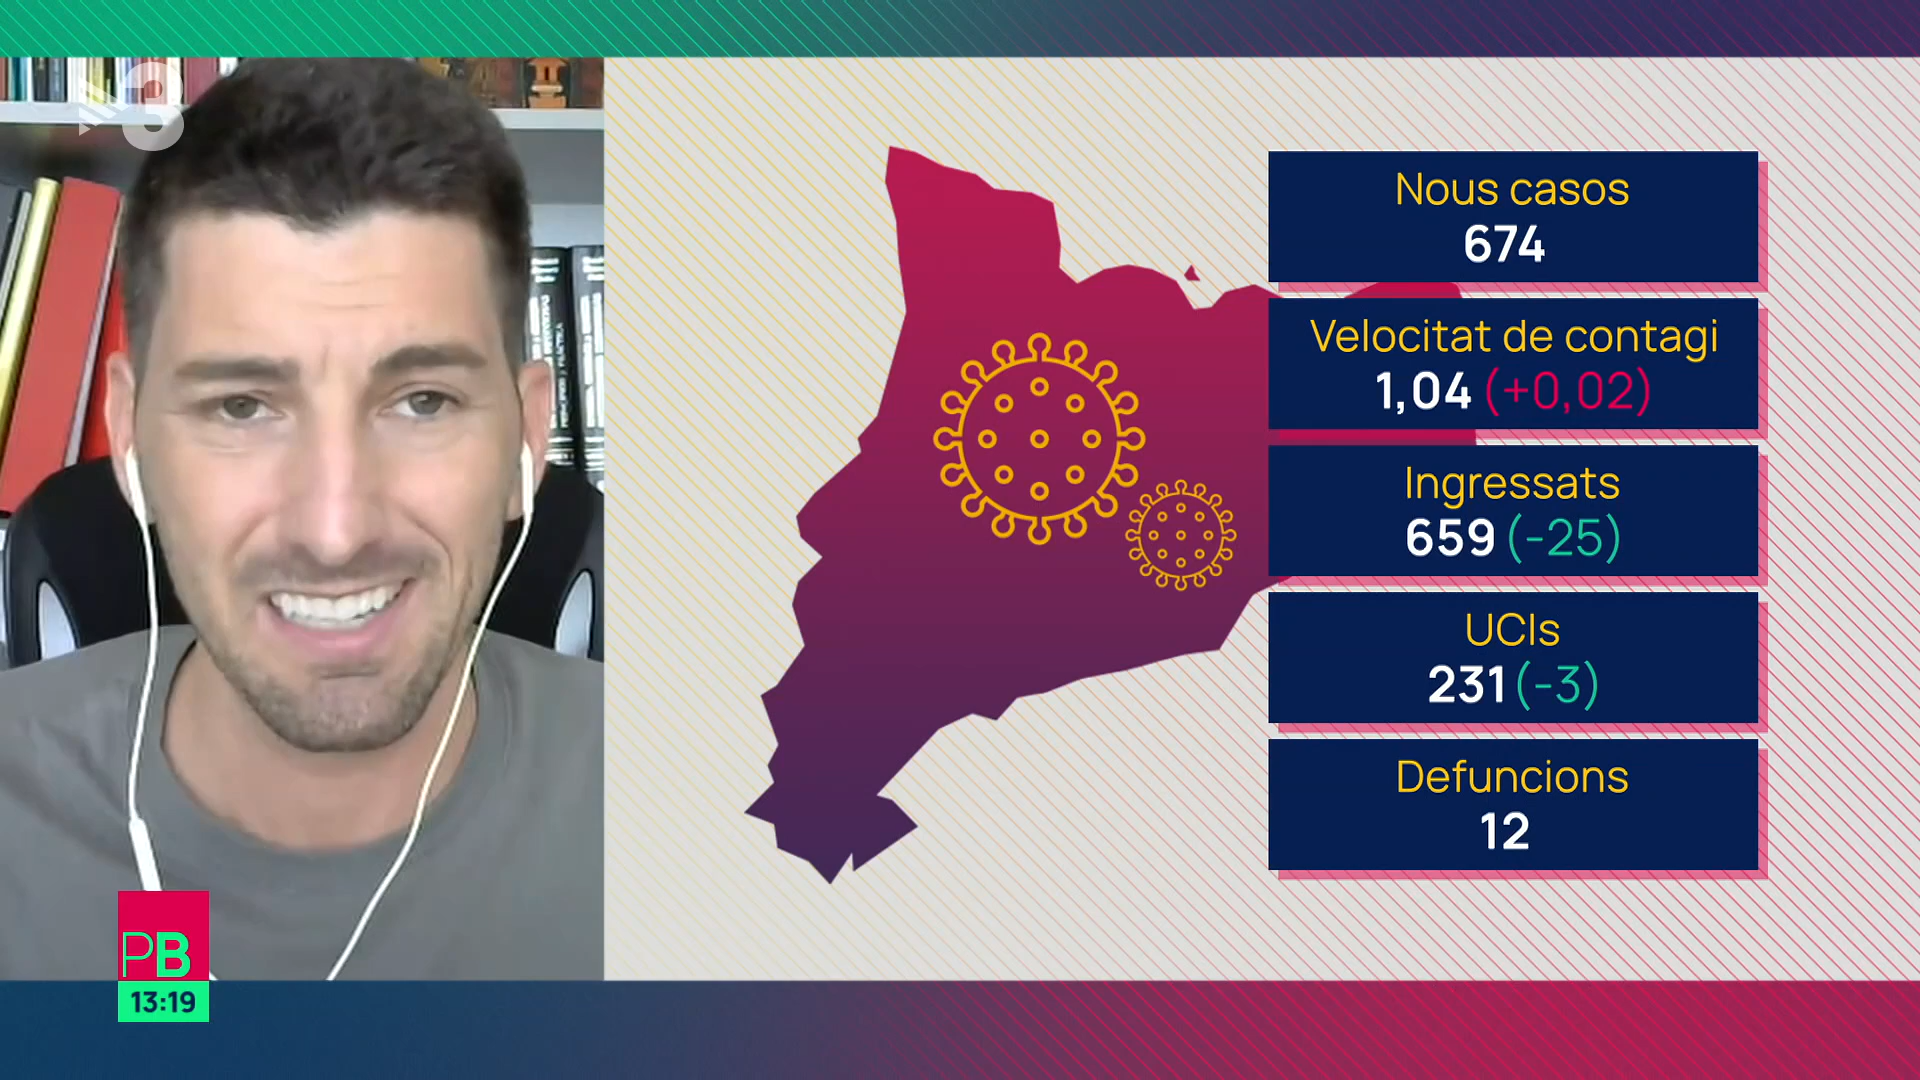 3
Nous casos
674
Velocitat de contagi
1,04 (+0,02)
Ingressats
659 (-25)
UCIs
231 (-3)
Defuncions
12
PB
13:19